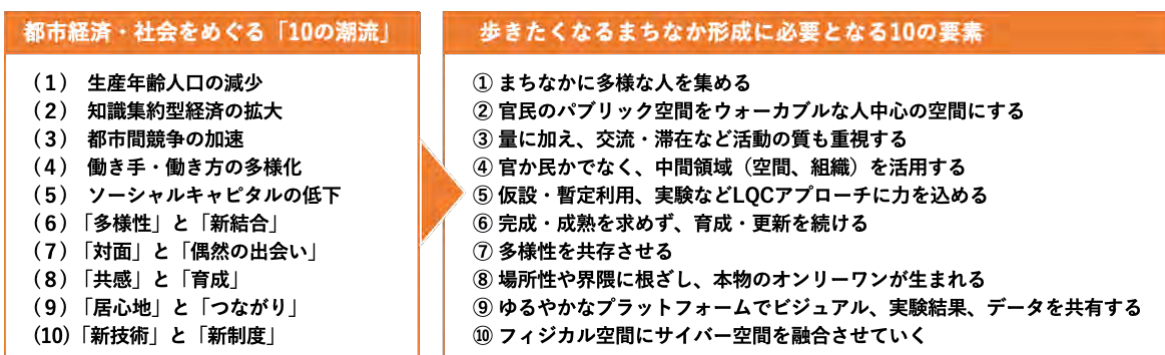 都市経済・社会をめぐる「10の潮流」
(1) 生産年齢人口の減少
(2) 知識集約型経済の拡大
(3) 都市間競争の加速
(4) 働き手・働き方の多様化
(5) ソーシャルキャピタルの低下
(6)「多様性」と「新結合」
(7)「対面」と「偶然の出会い」
(8)「共感」と「育成」
(9)「居心地」と「つながり」
(10)「新技術」と「新制度」
歩きたくなるまちなか形成に必要となる10の要素
① まちなかに多様な人を集める
② 官民のパブリック空間をウォーカブルな人中心の空間にする
③ 量に加え、交流・滞在など活動の質も重視する
④ 官か民かでなく、中間領域（空間、組織）を活用する
⑤ 仮設・暫定利用、実験などLQCアプローチに力を込める
⑥ 完成・成熟を求めず、育成・更新を続ける
⑦ 多様性を共存させる
⑧ 場所性や界隈に根ざし、本物のオンリーワンが生まれる
⑨ ゆるやかなプラットフォームでビジュアル、実験結果、データを共有する
⑩ フィジカル空間にサイバー空間を融合させていく